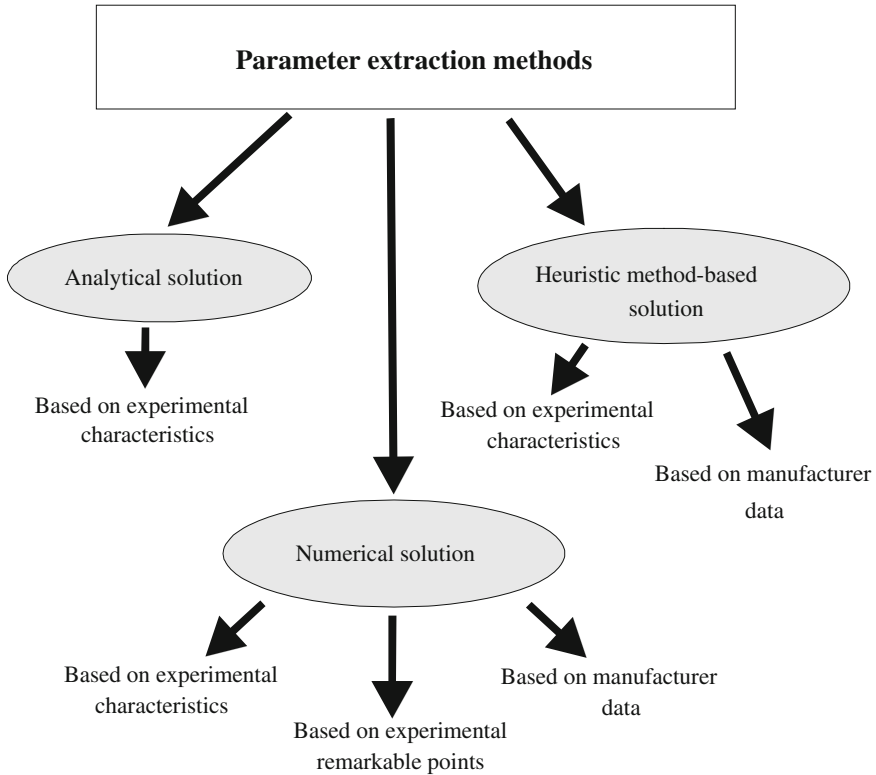 Parameter extraction methods
Analytical solution
Based on experimental
characteristics
Heuristic method-based
solution
Based on experimental
characteristics
Based on manufacturer
data
Numerical solution
Based on experimental
characteristics
Based on experimental
remarkable points
Based on manufacturer
data